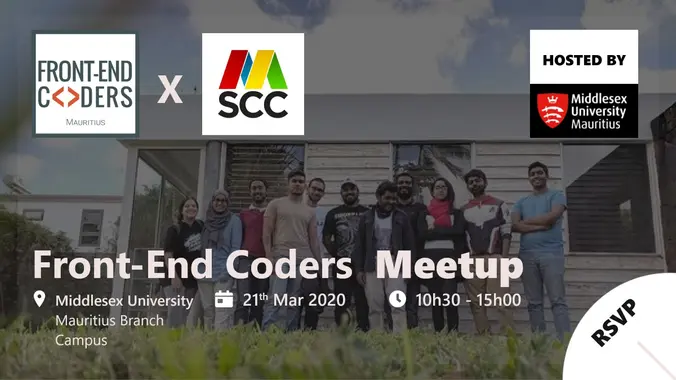 FRONT-END
C<>DERS
MAURITIUS
X
SCC
HOSTED BY
Middlesex
University
Mauritius
Front-End Coders Meetup
Middlesex University
Mauritius Branch
Campus
21th Mar 2020
10h30 - 15h00
RSVP